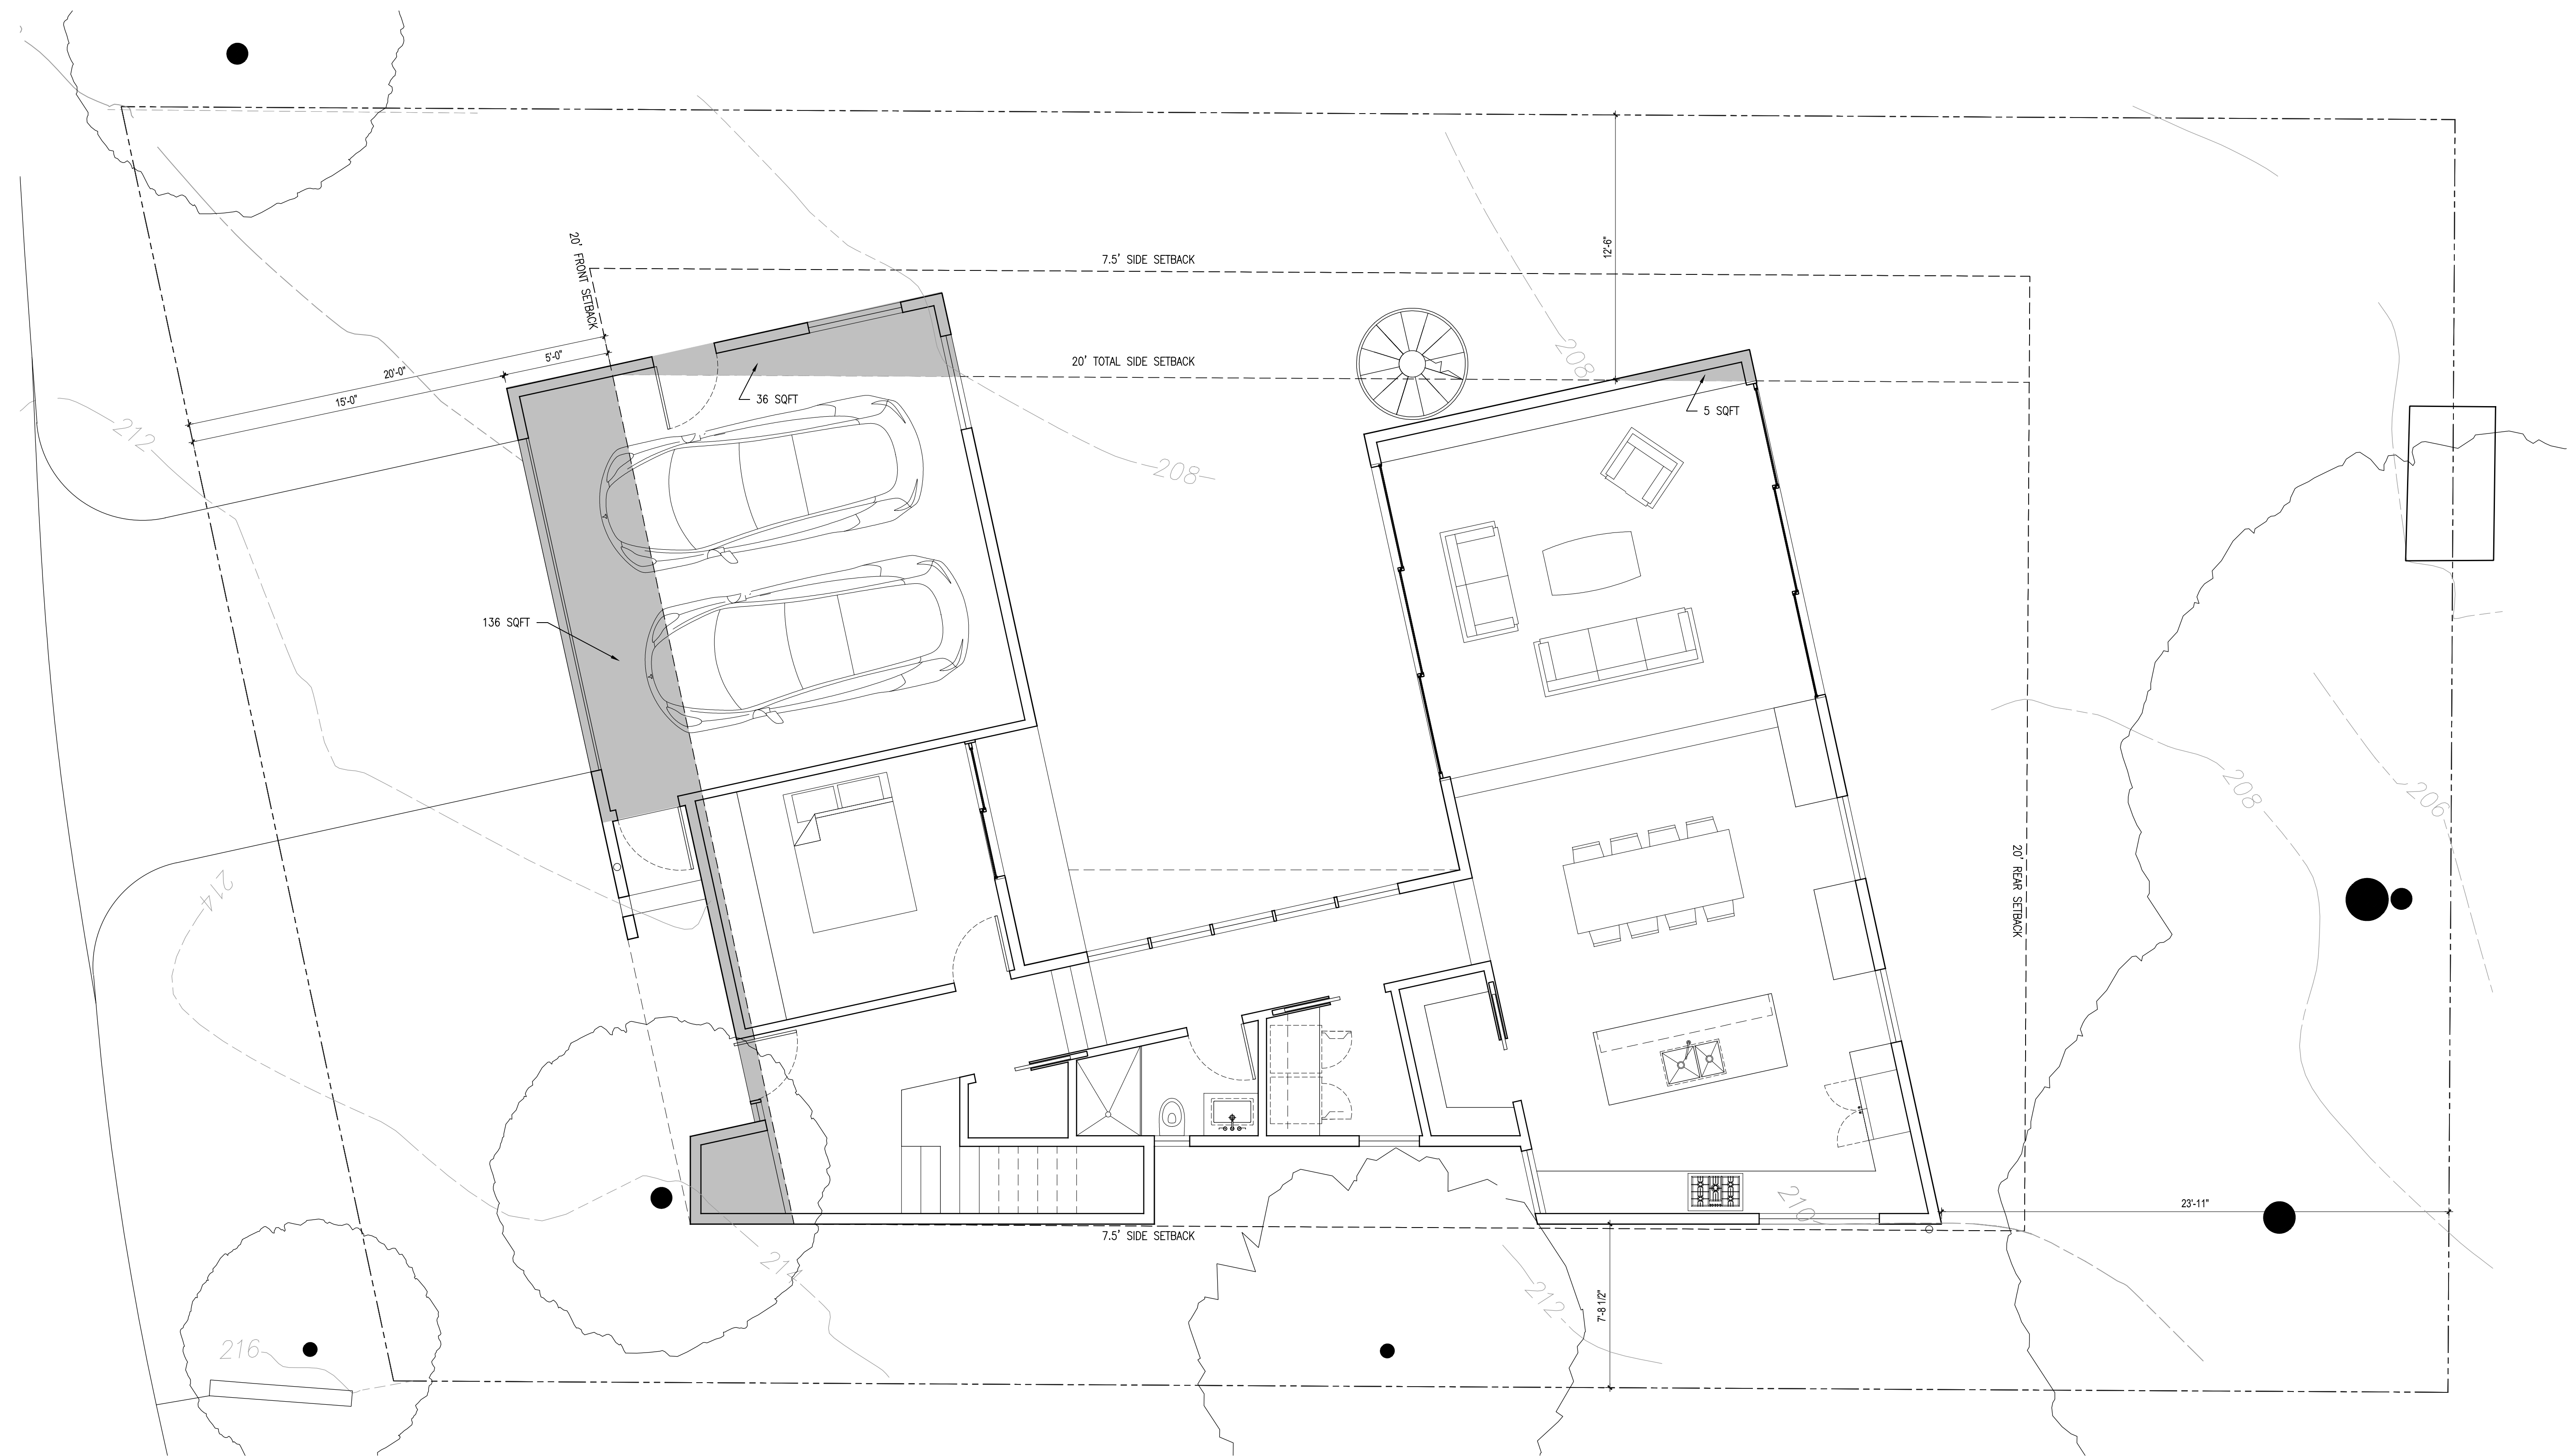 20' FRONT SETBACK
7.5' SIDE SETBACK
12'-6"
20' TOTAL SIDE SETBACK
208
5'-0"
20'-0"
15'-0"
36 SQFT
5 SQFT
212
208
136 SQFT
208
206
214
20' REAR SETBACK
210
23'-11"
7.5' SIDE SETBACK
214
212
7'-8 1/2"
216